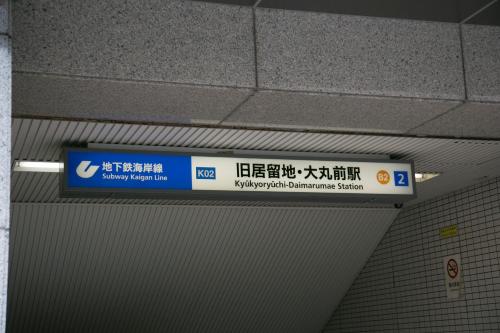 地下鉄海岸線
Subway Kaigan Line
K02
旧居留地・大丸前駅
Kyūkyoryūchi-Daimarumae Station
B2
2